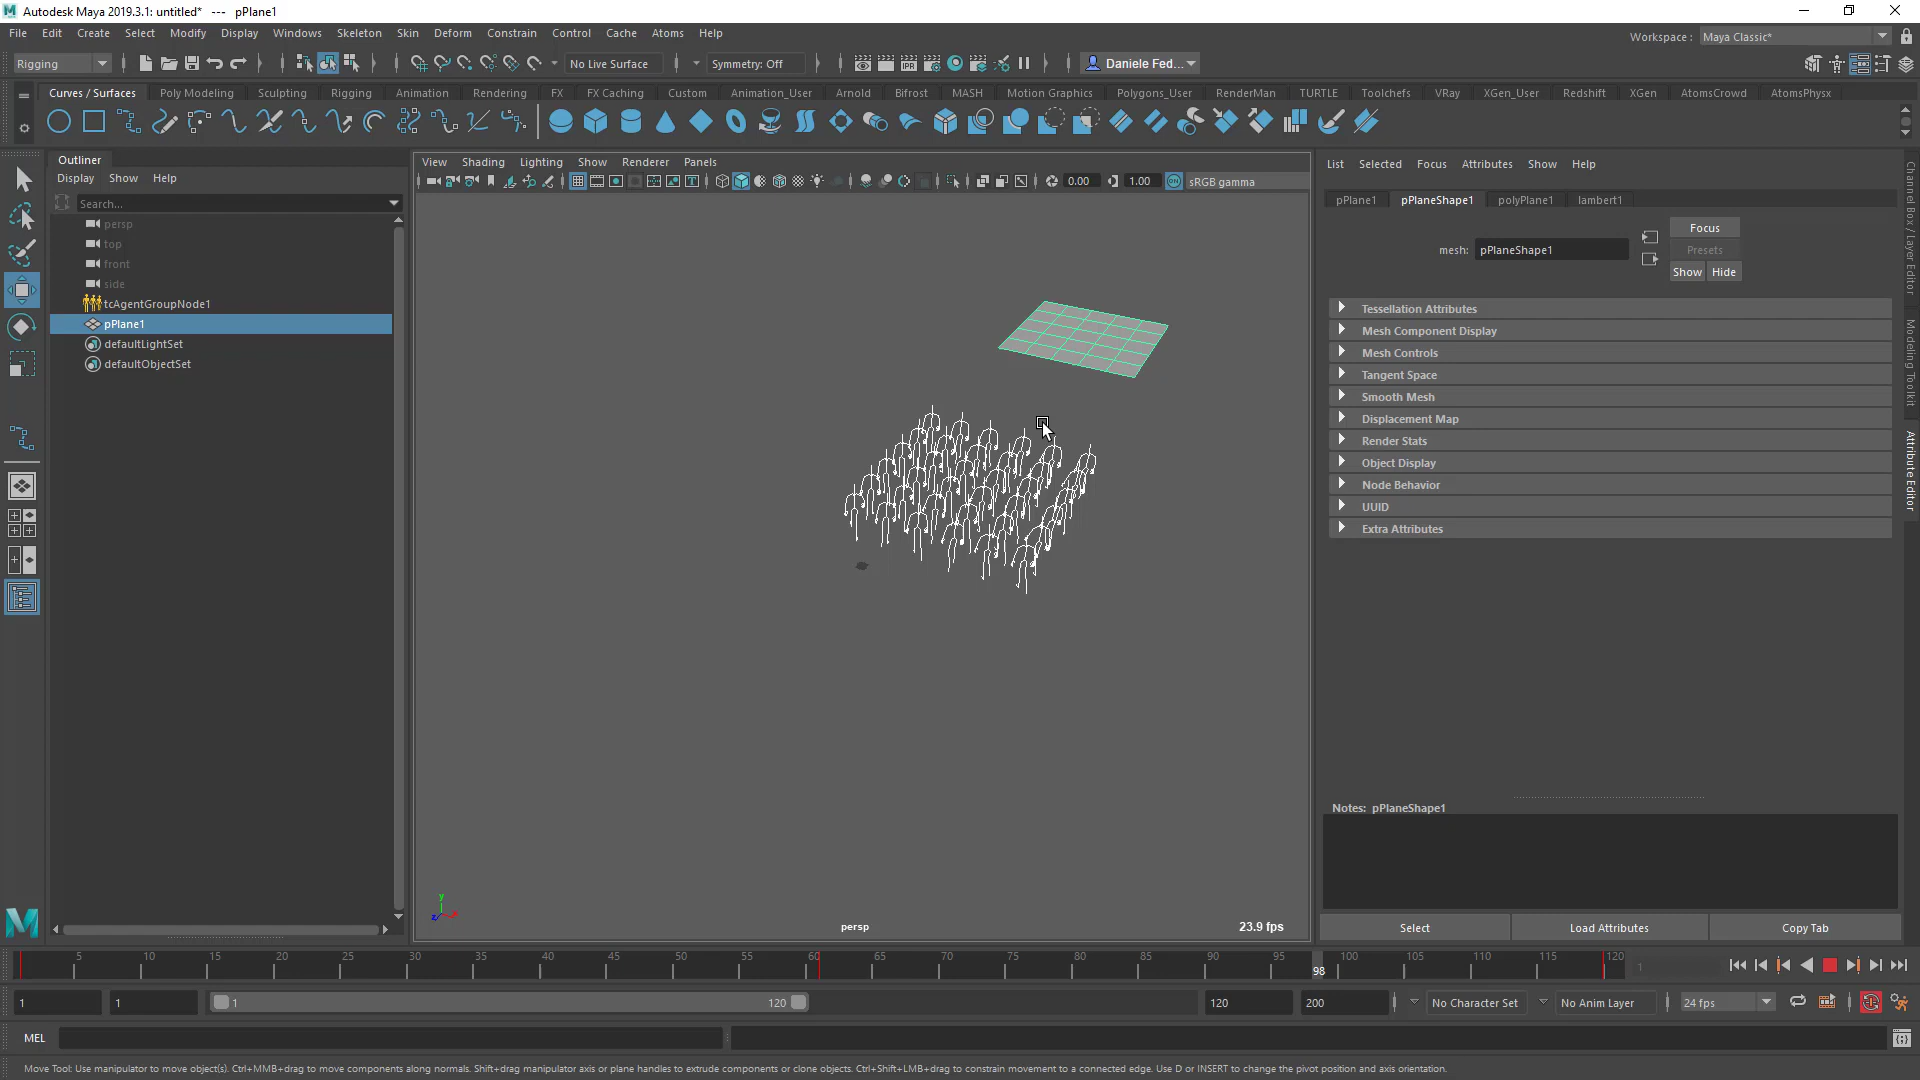 Autodesk Maya 2019.3.1: untitled*   ---   pPlane1
File Edit Create Select Modify Display Windows Skeleton Skin Deform Constrain Control Cache Atoms Help
Workspace : Maya Classic*
Rigging No Live Surface Symmetry: Off Daniele Fed...
Curves / Surfaces Poly Modeling Sculpting Rigging Animation Rendering FX FX Caching Custom Animation_User Arnold Bifrost MASH Motion Graphics Polygons_User RenderMan TURTLE Toolchefs VRay XGen_User Redshift XGen AtomsCrowd AtomsPhysx
Outliner
Display Show Help
Search...
persp
top
front
side
tcAgentGroupNode1
pPlane1
defaultLightSet
defaultObjectSet
View Shading Lighting Show Renderer Panels
0.00 1.00 ON sRGB gamma
y
z
x
persp
23.9 fps
List Selected Focus Attributes Show Help
pPlane1 pPlaneShape1 polyPlane1 lambert1
Focus
mesh: pPlaneShape1
Presets
Show Hide
Tessellation Attributes
Mesh Component Display
Mesh Controls
Tangent Space
Smooth Mesh
Displacement Map
Render Stats
Object Display
Node Behavior
UUID
Extra Attributes
Notes: pPlaneShape1
Select Load Attributes Copy Tab
Channel Box / Layer Editor
Modeling Toolkit
Attribute Editor
5 10 15 20 25 30 35 40 45 50 55 60 65 70 75 80 85 90 95 98 100 105 110 115 120 1
1 1 1 120 120 200 No Character Set No Anim Layer 24 fps
MEL
Move Tool: Use manipulator to move object(s). Ctrl+MMB+drag to move components along normals. Shift+drag manipulator axis or plane handles to extrude components or clone objects. Ctrl+Shift+LMB+drag to constrain movement to a connected edge. Use D or INSERT to change the pivot position and axis orientation.